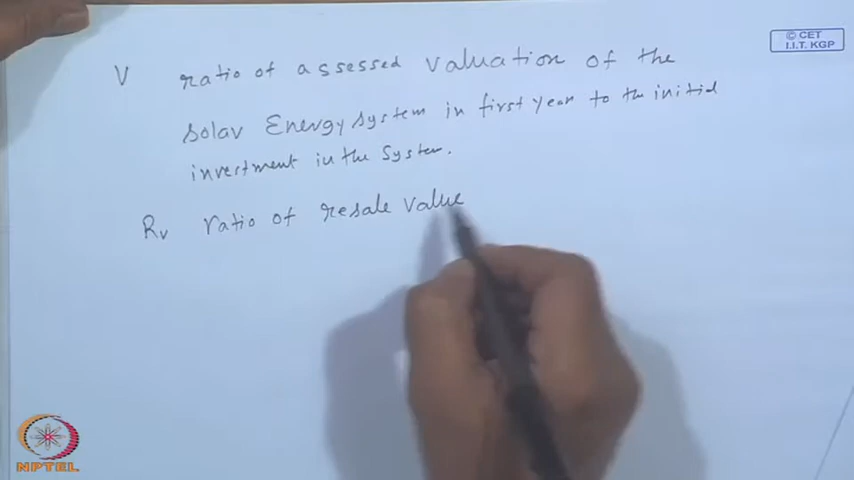 © CET
I.I.T. KGP
V ratio of assessed valuation of the
solar Energy system in first year to the initial
investment in the system.
Rv ratio of resale value
NPTEL